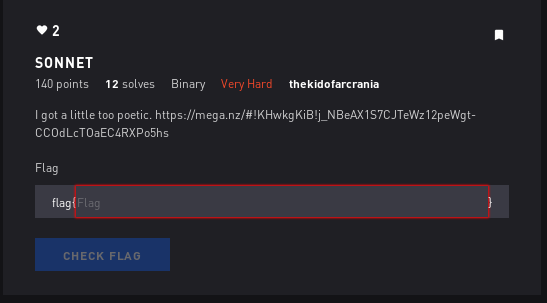 2
SONNET
140 points 12 solves Binary Very Hard thekidofarcrania
I got a little too poetic. https://mega.nz/#!KHwkgKiB!j_NBeAX1S7CJTeWz12peWgt-
CCOdLcTOaEC4RXPo5hs
Flag
flag{Flag }
CHECK FLAG